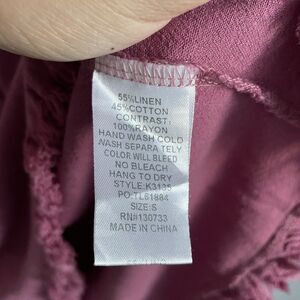 55%LINEN
45%COTTON
CONTRAST:
100%RAYON
HAND WASH COLD
WASH SEPARA TELY
COLOR WILL BLEED
NO BLEACH
HANG TO DRY
STYLE:K3135
PO:TL61884
SIZE:S
RN#130733
MADE IN CHINA